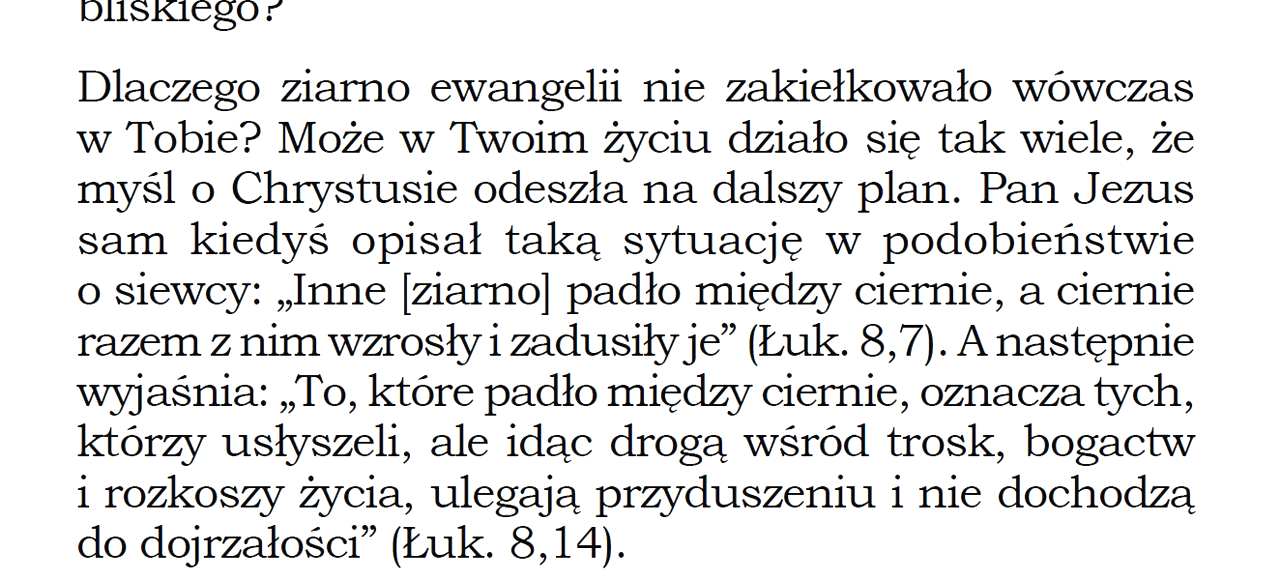 bliskiego?
Dlaczego ziarno ewangelii nie zakiełkowało wówczas
w Tobie? Może w Twoim życiu działo się tak wiele, że
myśl o Chrystusie odeszła na dalszy plan. Pan Jezus
sam kiedyś opisał taką sytuację w podobieństwie
o siewcy: „Inne [ziarno] padło między ciernie, a ciernie
razem z nim wzrosły i zadusiły je” (Łuk. 8,7). A następnie
wyjaśnia: „To, które padło między ciernie, oznacza tych,
którzy usłyszeli, ale idąc drogą wśród trosk, bogactw
i rozkoszy życia, ulegają przyduszeniu i nie dochodzą
do dojrzałości” (Łuk. 8,14).